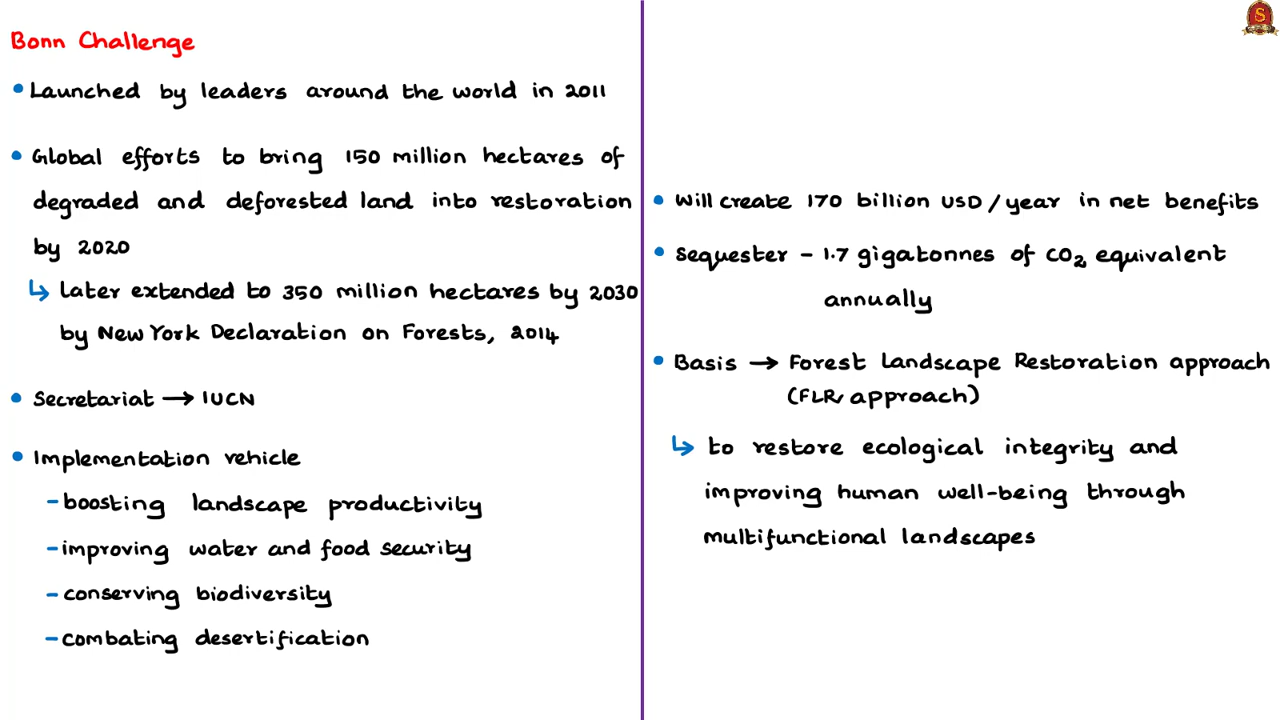 Bonn Challenge
• Launched by leaders around the world in 2011
• Global efforts to bring 150 million hectares of
degraded and deforested land into restoration
by 2020
↳ Later extended to 350 million hectares by 2030
by New York Declaration on Forests, 2014
• Secretariat → IUCN
• Implementation vehicle
- boosting landscape productivity
- improving water and food security
- conserving biodiversity
- combating desertification
• Will create 170 billion USD/year in net benefits
• Sequester - 1.7 gigatonnes of CO₂ equivalent
annually
• Basis → Forest Landscape Restoration approach
(FLR approach)
↳ to restore ecological integrity and
improving human well-being through
multifunctional landscapes
S